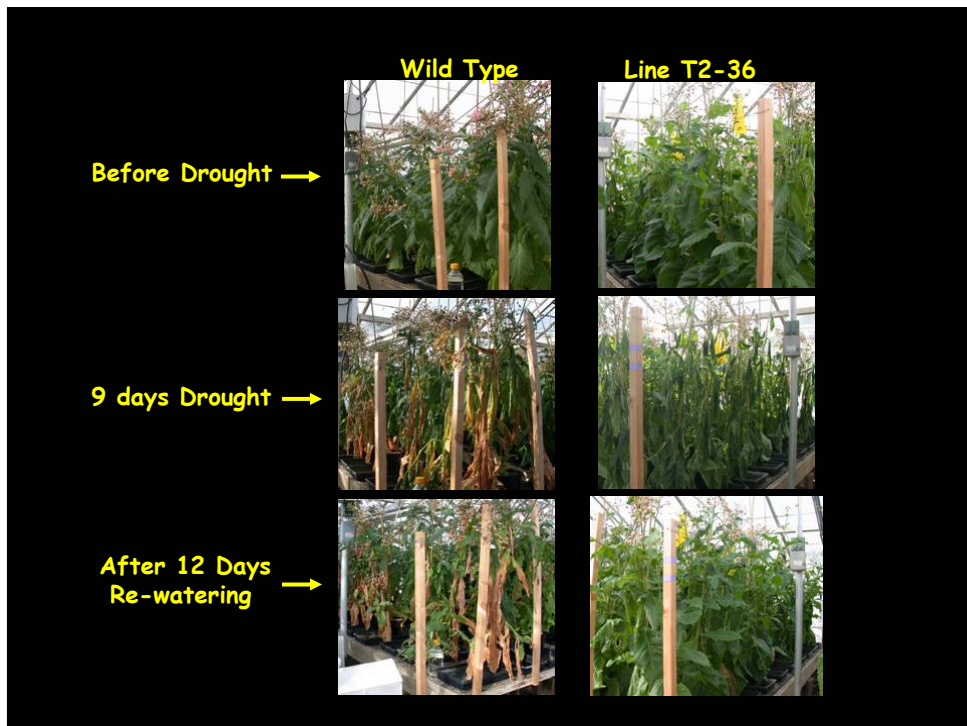 Wild Type
Line T2-36
Before Drought
9 days Drought
After 12 Days
Re-watering